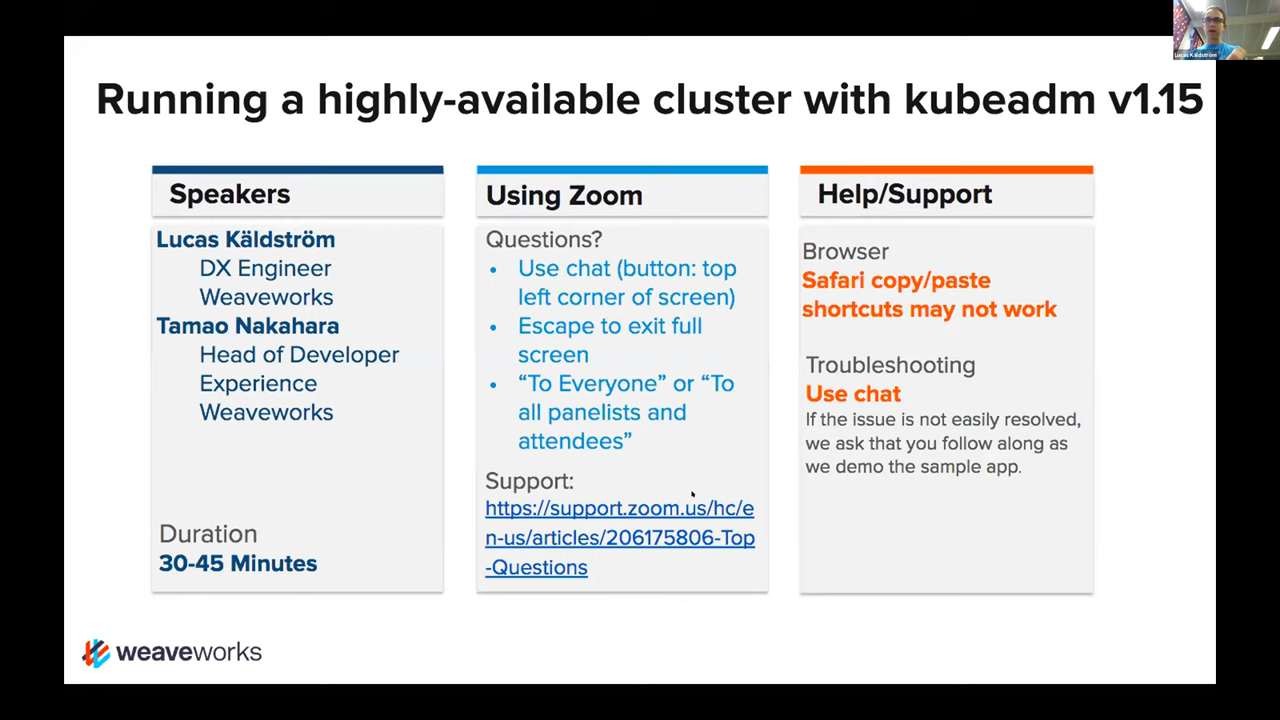 Lucas Käldström
Running a highly-available cluster with kubeadm v1.15
Speakers
Lucas Käldström
DX Engineer
Weaveworks
Tamao Nakahara
Head of Developer
Experience
Weaveworks
Duration
30-45 Minutes
Using Zoom
Questions?
• Use chat (button: top
left corner of screen)
• Escape to exit full
screen
• “To Everyone” or “To
all panelists and
attendees”
Support:
https://support.zoom.us/hc/e
n-us/articles/206175806-Top
-Questions
Help/Support
Browser
Safari copy/paste
shortcuts may not work
Troubleshooting
Use chat
If the issue is not easily resolved,
we ask that you follow along as
we demo the sample app.
weaveworks